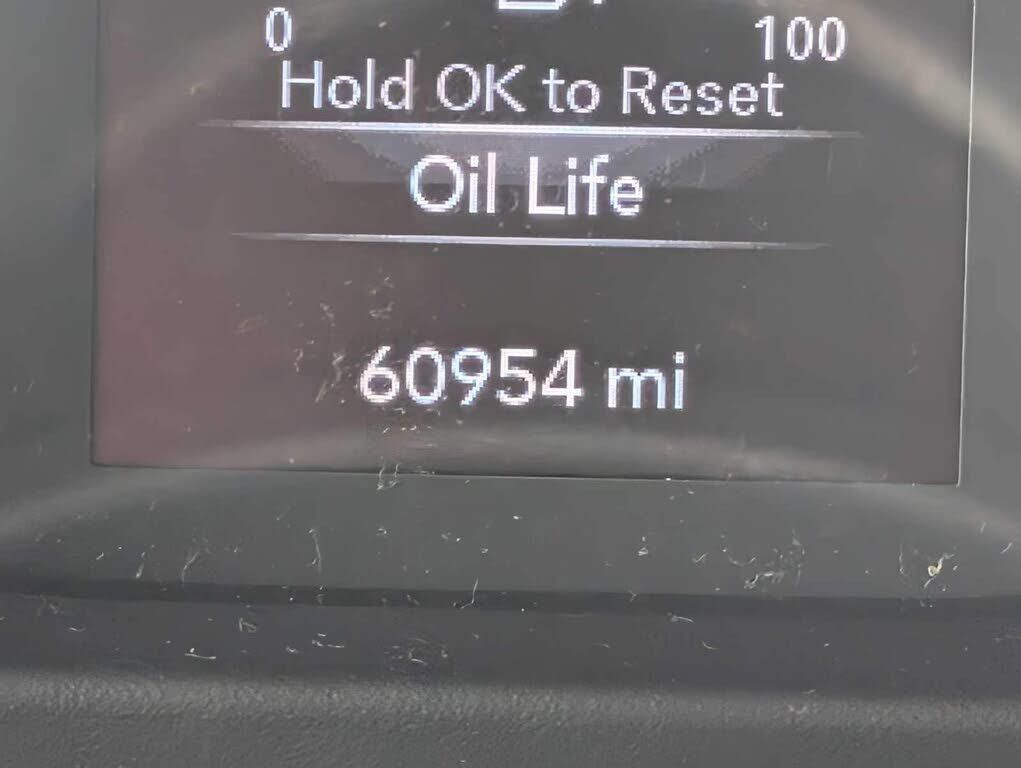 0 100
Hold OK to Reset
Oil Life
60954 mi